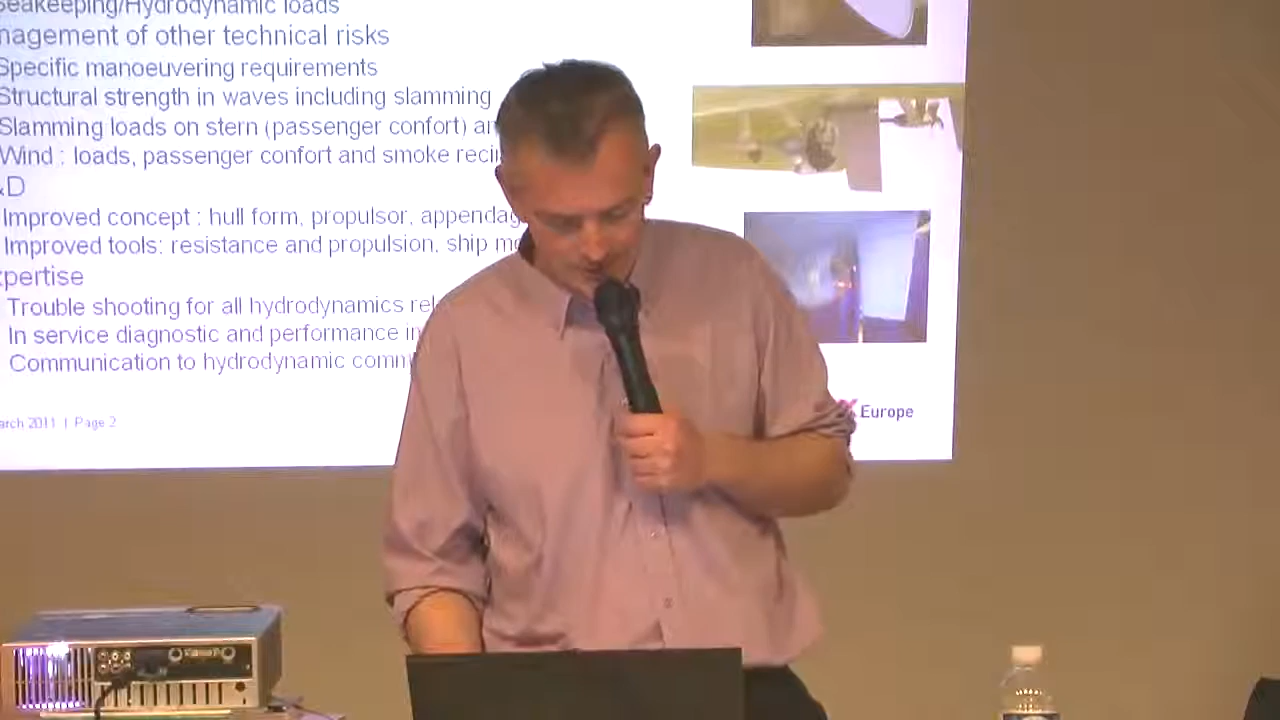 Seakeeping/Hydrodynamic loads
nagement of other technical risks
Specific manoeuvering requirements
Structural strength in waves including slamming
Slamming loads on stern (passenger confort) an
Wind : loads, passenger confort and smoke recir
&D
Improved concept : hull form, propulsor, appendag
Improved tools: resistance and propulsion, ship mo
xpertise
Trouble shooting for all hydrodynamics rel
In service diagnostic and performance in
Communication to hydrodynamic comm
arch 2011 | Page 2
Europe